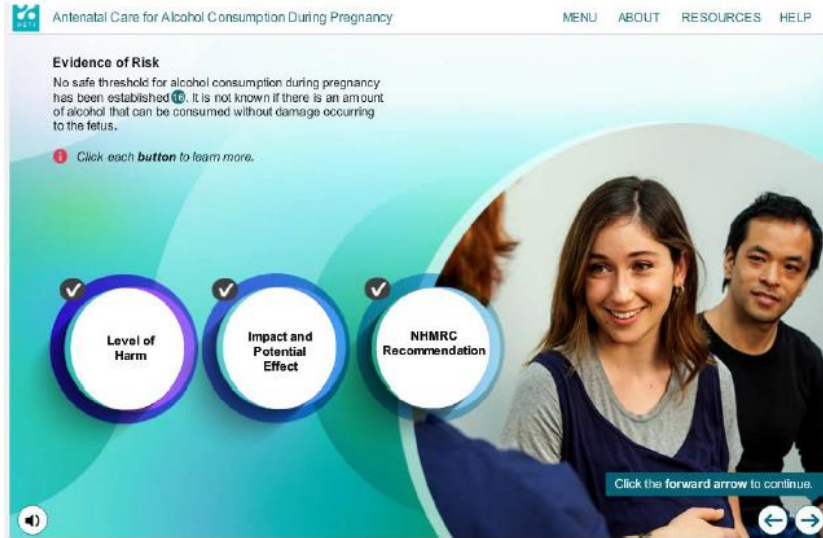 HETI
Antenatal Care for Alcohol Consumption During Pregnancy
MENU ABOUT RESOURCES HELP
Evidence of Risk
No safe threshold for alcohol consumption during pregnancy
has been established 16. It is not known if there is an amount
of alcohol that can be consumed without damage occurring
to the fetus.
i Click each button to learn more.
Level of
Harm
Impact and
Potential
Effect
NHMRC
Recommendation
Click the forward arrow to continue.